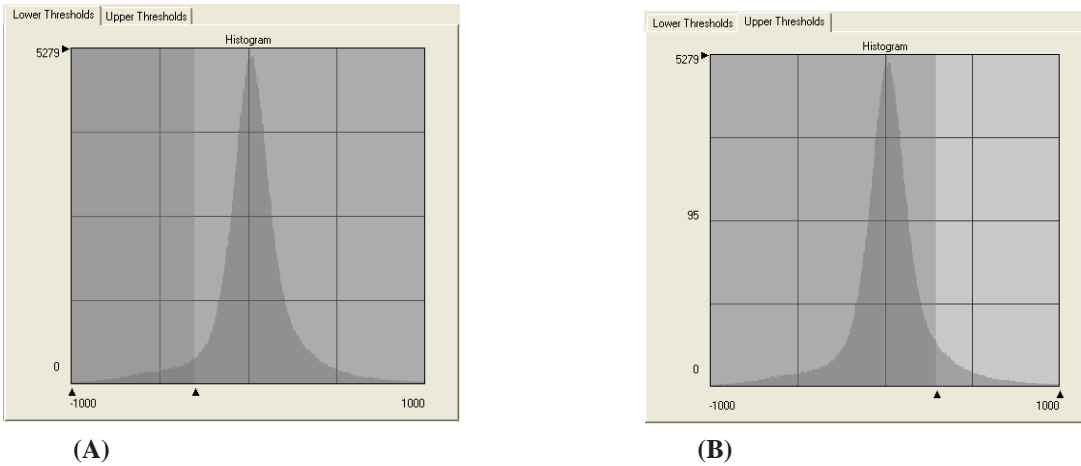 Lower Thresholds Upper Thresholds
Histogram
5279
0
-1000 1000
(A)
Lower Thresholds Upper Thresholds
Histogram
5279
95
0
-1000 1000
(B)